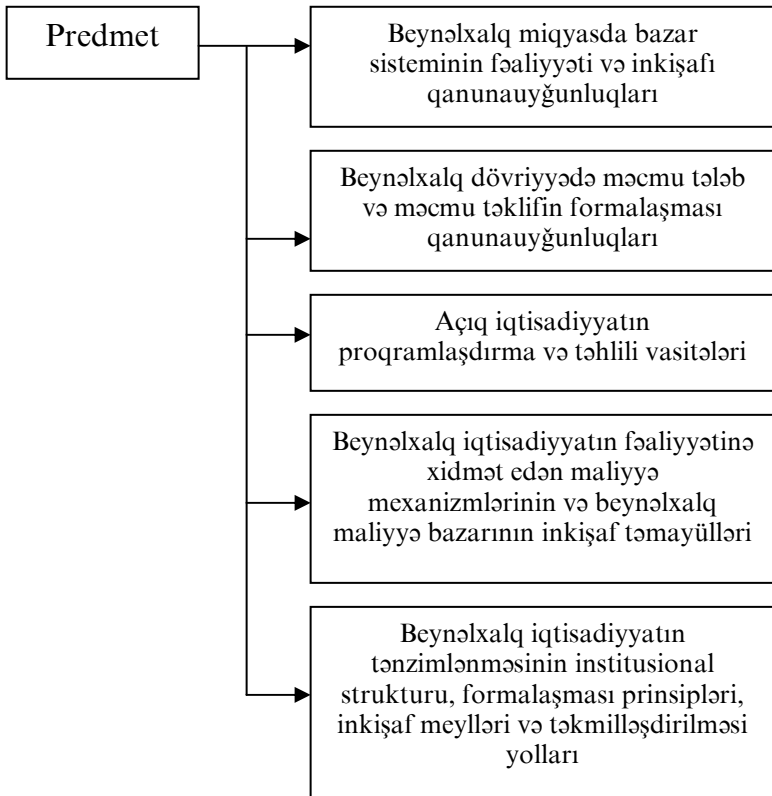 Predmet
Beynəlxalq miqyasda bazar
sisteminin fəaliyyəti və inkişafı
qanunauyğunluqları
Beynəlxalq dövriyyədə məcmu tələb
və məcmu təklifin formalaşması
qanunauyğunluqları
Açıq iqtisadiyyatın
proqramlaşdırma və təhlili vasitələri
Beynəlxalq iqtisadiyyatın fəaliyyətinə
xidmət edən maliyyə
mexanizmlərinin və beynəlxalq
maliyyə bazarının inkişaf təmayülləri
Beynəlxalq iqtisadiyyatın
tənzimlənməsinin institusional
strukturu, formalaşması prinsipləri,
inkişaf meylləri və təkmilləşdirilməsi
yolları